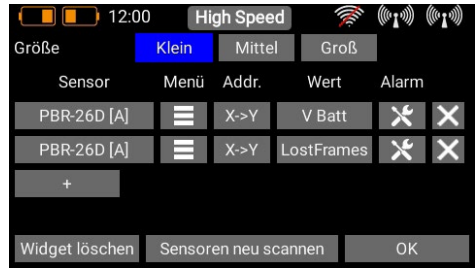 12:00 High Speed
Größe Klein Mittel Groß
Sensor Menü Addr. Wert Alarm
PBR-26D [A] X->Y V Batt
PBR-26D [A] X->Y LostFrames
+
Widget löschen Sensoren neu scannen OK